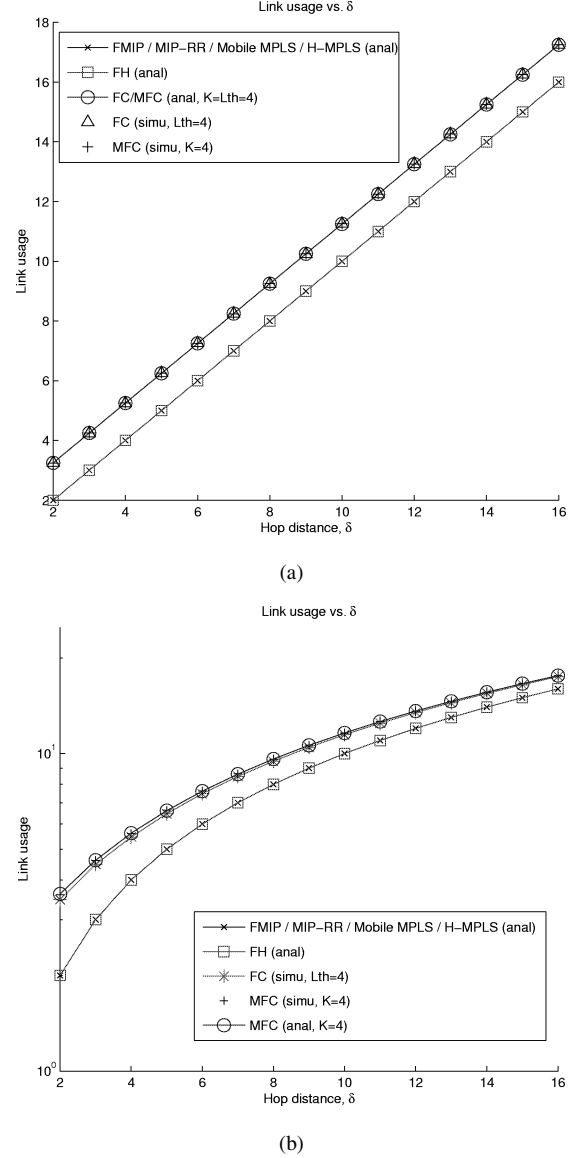 Link usage vs. δ
18
16
14
12
10
8
6
4
2
Link usage
FMIP / MIP−RR / Mobile MPLS / H−MPLS (anal)
FH (anal)
FC/MFC (anal, K=Lth=4)
FC (simu, Lth=4)
MFC (simu, K=4)
2 4 6 8 10 12 14 16
Hop distance, δ
(a)
Link usage vs. δ
10¹
10⁰
Link usage
FMIP / MIP−RR / Mobile MPLS / H−MPLS (anal)
FH (anal)
FC (simu, Lth=4)
MFC (simu, K=4)
MFC (anal, K=4)
2 4 6 8 10 12 14 16
Hop distance, δ
(b)